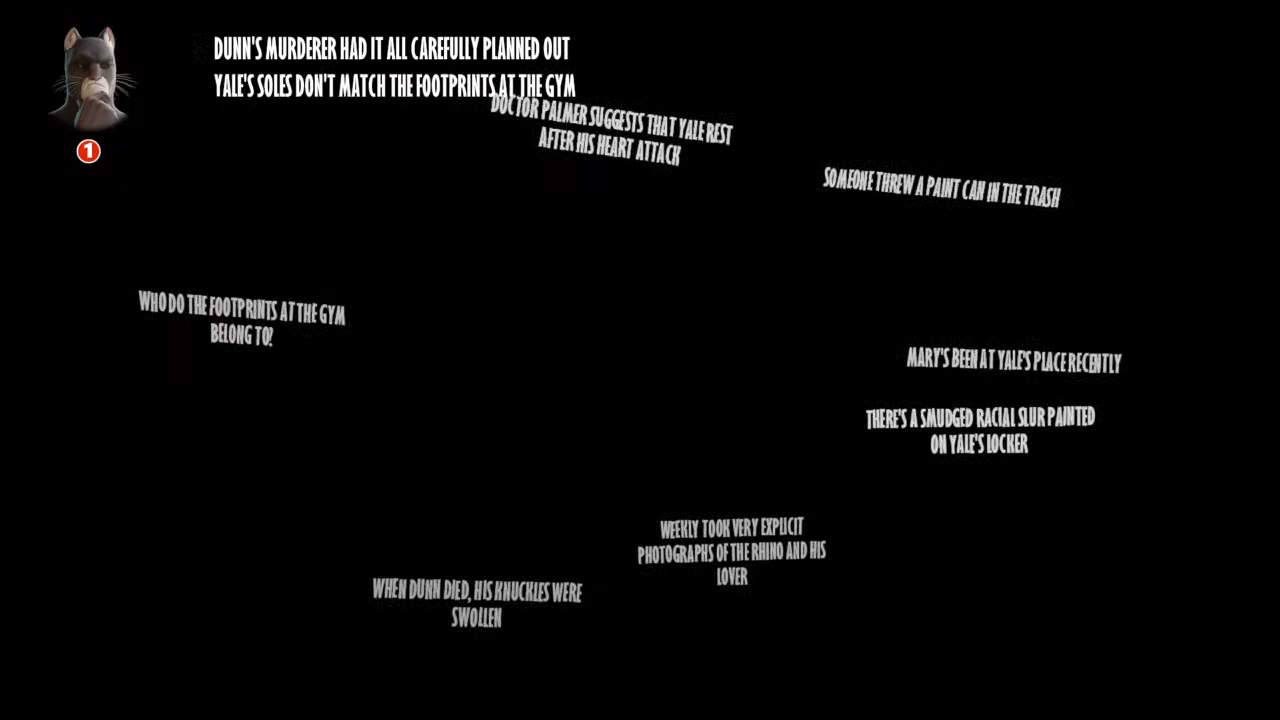 DUNN'S MURDERER HAD IT ALL CAREFULLY PLANNED OUT
YALE'S SOLES DON'T MATCH THE FOOTPRINTS AT THE GYM
DOCTOR PALMER SUGGESTS THAT YALE REST
AFTER HIS HEART ATTACK
1
SOMEONE THREW A PAINT CAN IN THE TRASH
WHO DO THE FOOTPRINTS AT THE GYM
BELONG TO?
MARY'S BEEN AT YALE'S PLACE RECENTLY
THERE'S A SMUDGED RACIAL SLUR PAINTED
ON YALE'S LOCKER
WEEKLY TOOK VERY EXPLICIT
PHOTOGRAPHS OF THE RHINO AND HIS
LOVER
WHEN DUNN DIED, HIS KNUCKLES WERE
SWOLLEN